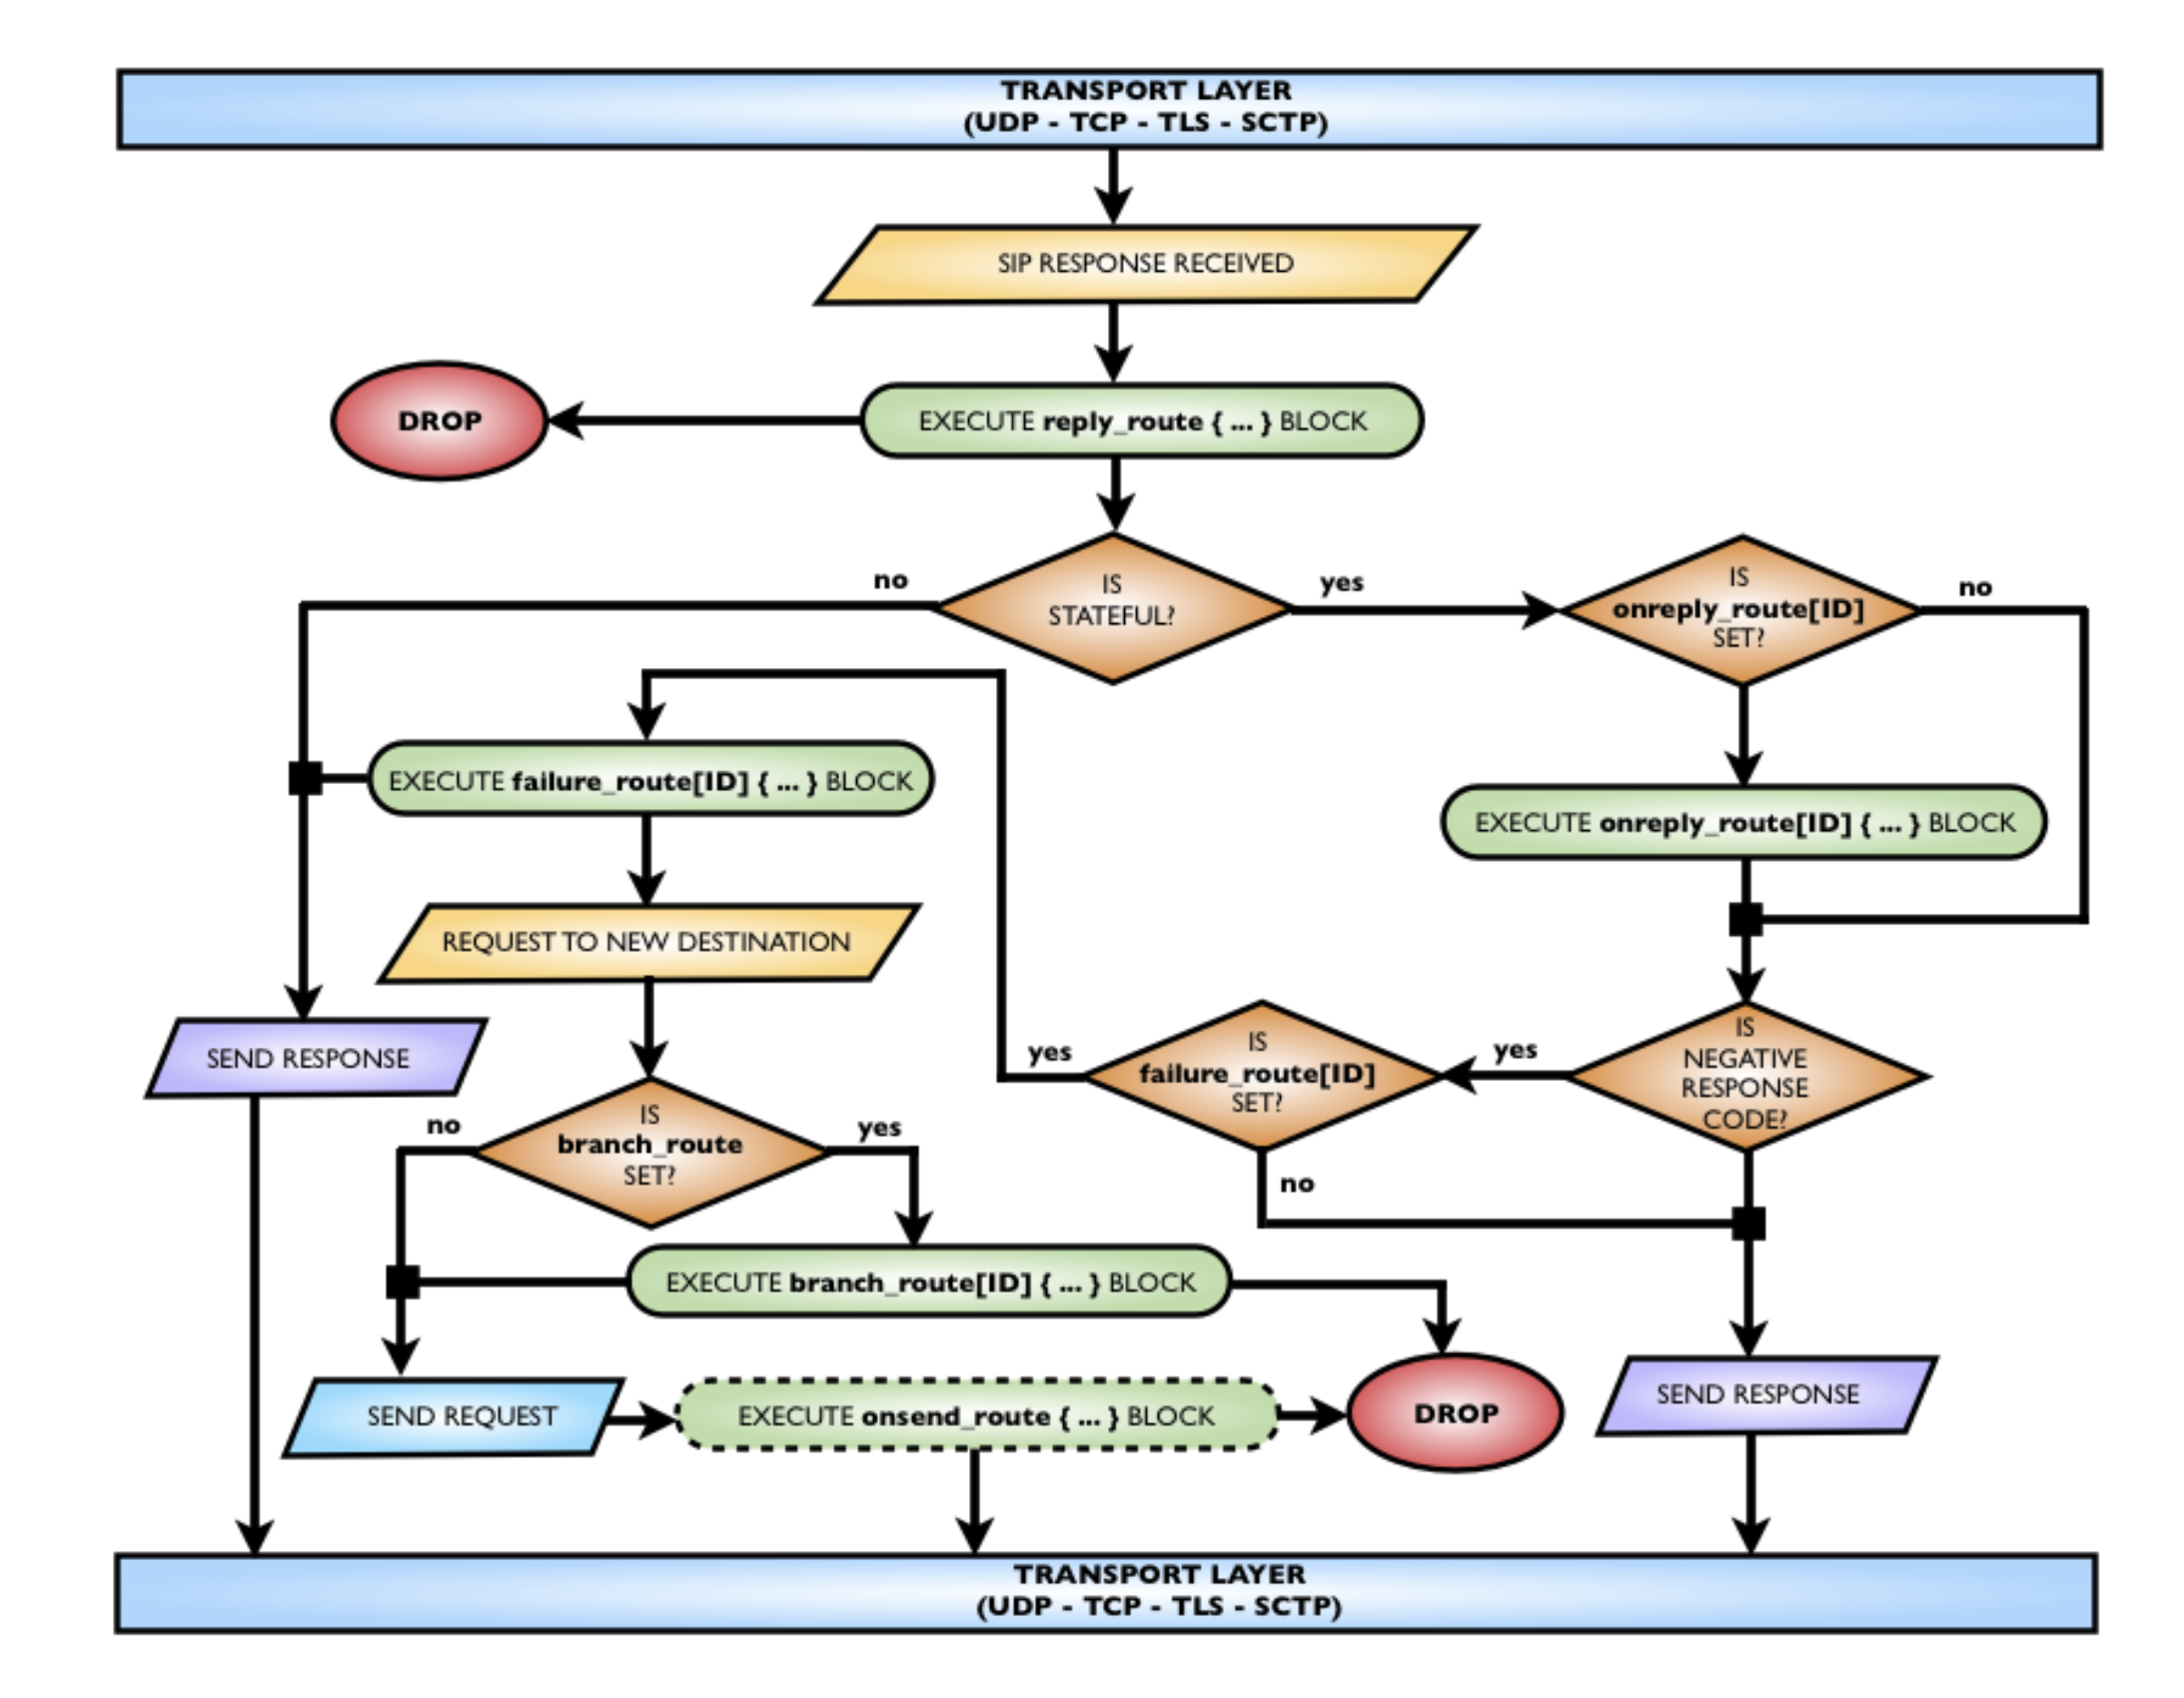 TRANSPORT LAYER
(UDP - TCP - TLS - SCTP)
SIP RESPONSE RECEIVED
DROP
EXECUTE reply_route { ... } BLOCK
no
IS
STATEFUL?
yes
IS
onreply_route[ID]
SET?
no
EXECUTE failure_route[ID] { ... } BLOCK
EXECUTE onreply_route[ID] { ... } BLOCK
REQUEST TO NEW DESTINATION
SEND RESPONSE
yes
IS
failure_route[ID]
SET?
yes
IS
NEGATIVE
RESPONSE
CODE?
no
IS
branch_route
SET?
yes
no
EXECUTE branch_route[ID] { ... } BLOCK
SEND REQUEST
EXECUTE onsend_route { ... } BLOCK
DROP
SEND RESPONSE
TRANSPORT LAYER
(UDP - TCP - TLS - SCTP)